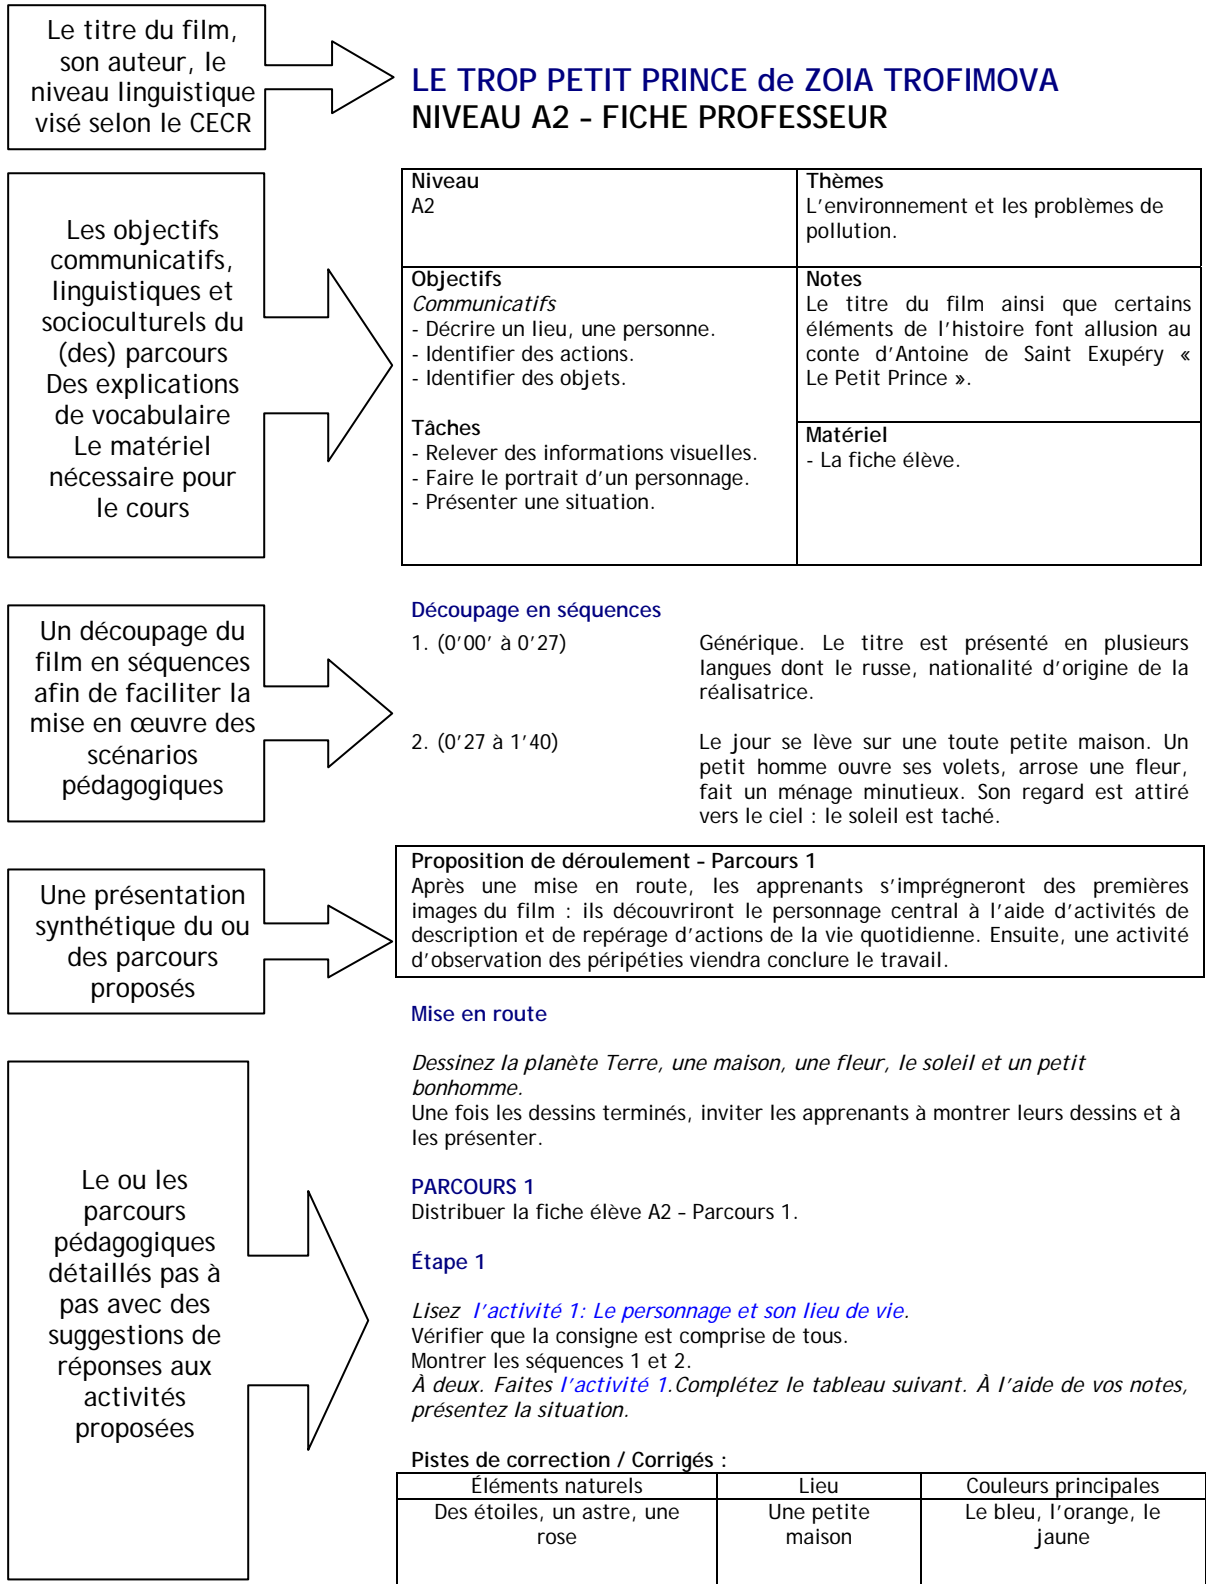 Le titre du film,
son auteur, le
niveau linguistique
visé selon le CECR
LE TROP PETIT PRINCE de ZOIA TROFIMOVA
NIVEAU A2 – FICHE PROFESSEUR
Les objectifs
communicatifs,
linguistiques et
socioculturels du
(des) parcours
Des explications
de vocabulaire
Le matériel
nécessaire pour
le cours
Niveau
A2
Thèmes
L'environnement et les problèmes de
pollution.
Objectifs
Communicatifs
- Décrire un lieu, une personne.
- Identifier des actions.
- Identifier des objets.
Tâches
- Relever des informations visuelles.
- Faire le portrait d'un personnage.
- Présenter une situation.
Notes
Le titre du film ainsi que certains
éléments de l'histoire font allusion au
conte d'Antoine de Saint Exupéry «
Le Petit Prince ».
Matériel
- La fiche élève.
Un découpage du
film en séquences
afin de faciliter la
mise en œuvre des
scénarios
pédagogiques
Découpage en séquences
1. (0'00' à 0'27) Générique. Le titre est présenté en plusieurs
langues dont le russe, nationalité d'origine de la
réalisatrice.
2. (0'27 à 1'40) Le jour se lève sur une toute petite maison. Un
petit homme ouvre ses volets, arrose une fleur,
fait un ménage minutieux. Son regard est attiré
vers le ciel : le soleil est taché.
Une présentation
synthétique du ou
des parcours
proposés
Proposition de déroulement – Parcours 1
Après une mise en route, les apprenants s'imprégneront des premières
images du film : ils découvriront le personnage central à l'aide d'activités de
description et de repérage d'actions de la vie quotidienne. Ensuite, une activité
d'observation des péripéties viendra conclure le travail.
Le ou les
parcours
pédagogiques
détaillés pas à
pas avec des
suggestions de
réponses aux
activités
proposées
Mise en route
Dessinez la planète Terre, une maison, une fleur, le soleil et un petit
bonhomme.
Une fois les dessins terminés, inviter les apprenants à montrer leurs dessins et à
les présenter.
PARCOURS 1
Distribuer la fiche élève A2 – Parcours 1.
Étape 1
Lisez l'activité 1: Le personnage et son lieu de vie.
Vérifier que la consigne est comprise de tous.
Montrer les séquences 1 et 2.
À deux. Faites l'activité 1.Complétez le tableau suivant. À l'aide de vos notes,
présentez la situation.
Pistes de correction / Corrigés :
Éléments naturels Lieu Couleurs principales
Des étoiles, un astre, une Une petite Le bleu, l'orange, le
rose maison jaune